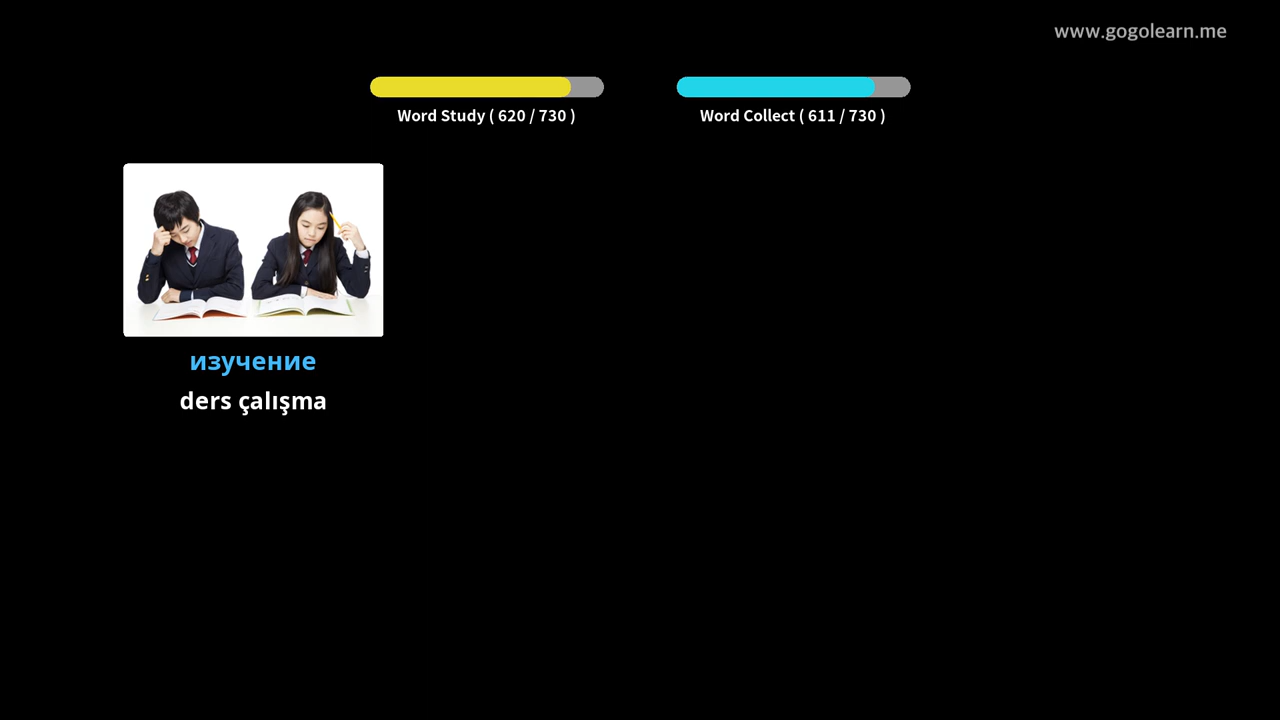 www.gogolearn.me
Word Study ( 620 / 730 )
Word Collect ( 611 / 730 )
изучение
ders çalışma